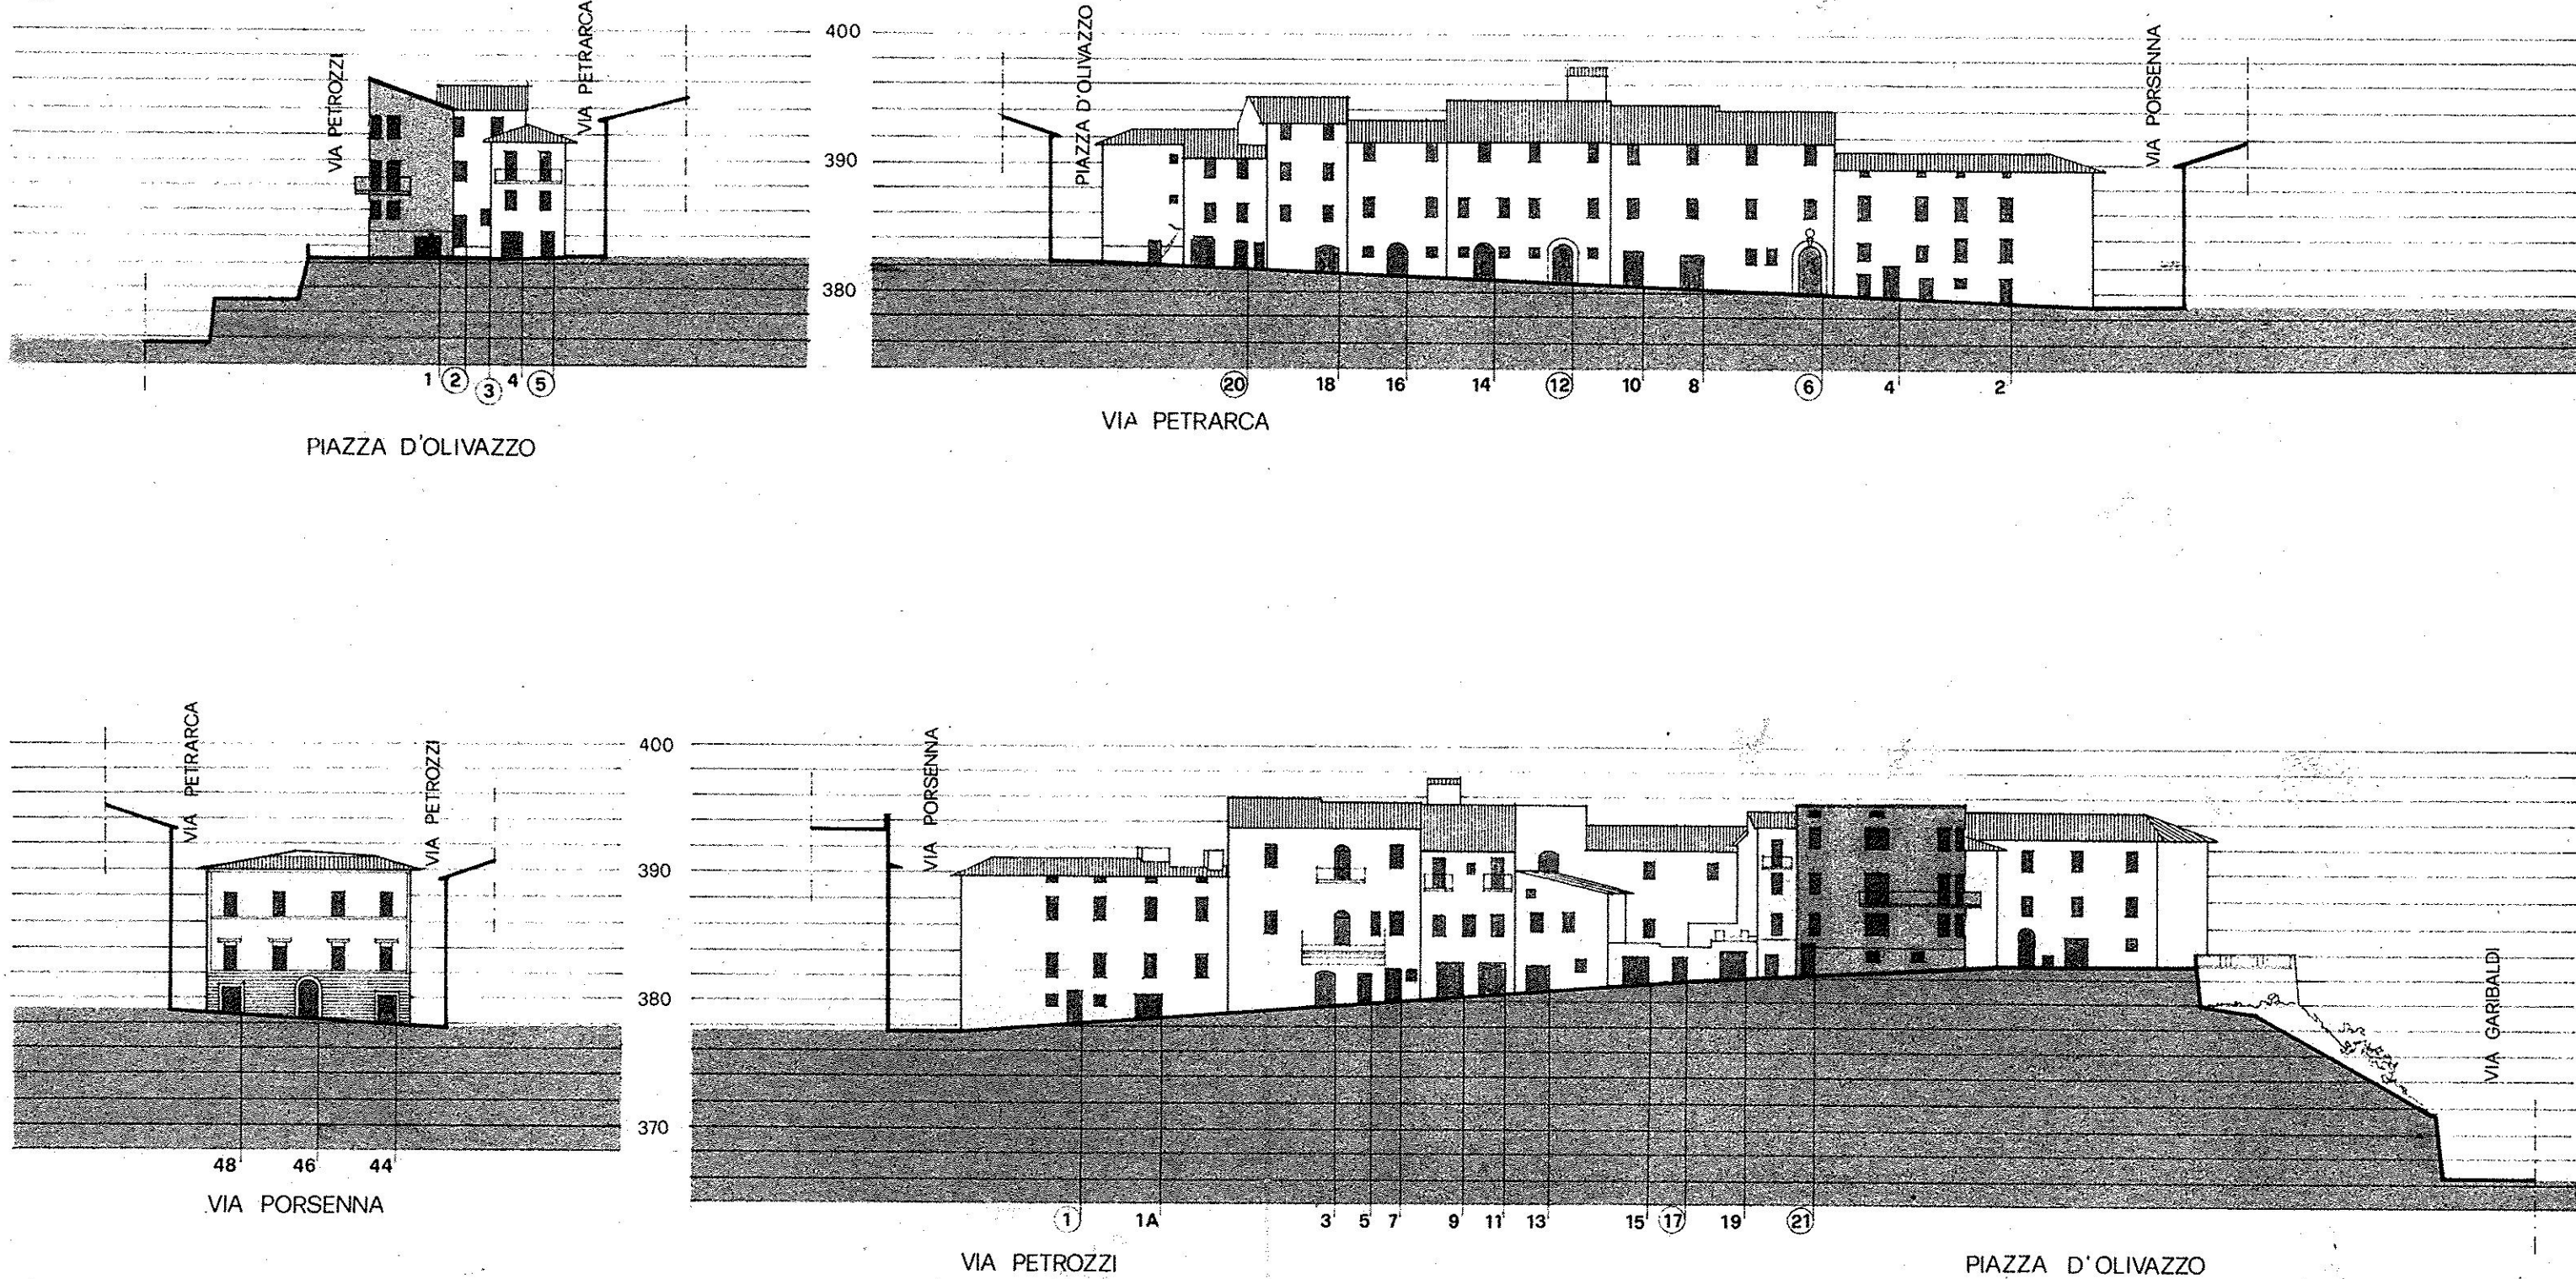 VIA PETROZZI
VIA PETRARCA
400
390
380
PIAZZA D'OLIVAZZO
VIA PORSENNA
1 2 3 4 5
PIAZZA D'OLIVAZZO
20 18 16 14 12 10 8 6 4 2
VIA PETRARCA
VIA PETRARCA
VIA PETROZZI
400
390
380
370
VIA PORSENNA
VIA GARIBALDI
48 46 44
VIA PORSENNA
1 1A 3 5 7 9 11 13 15 17 19 21
VIA PETROZZI
PIAZZA D'OLIVAZZO